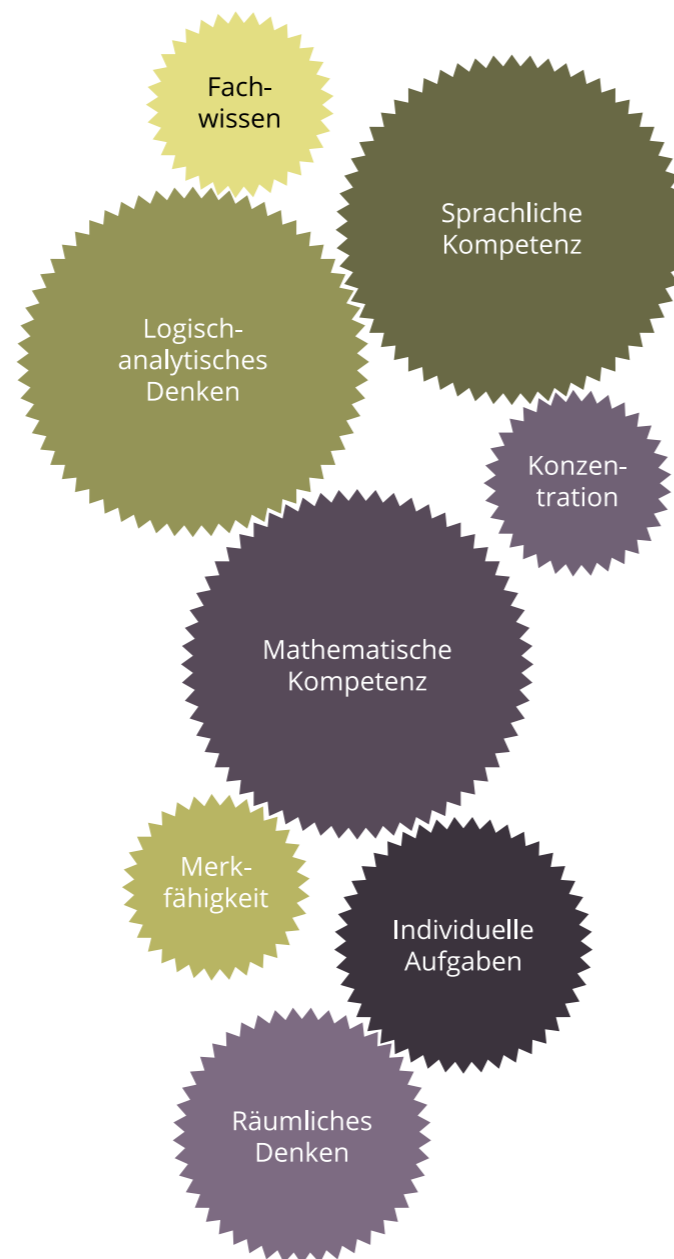 Fach-
wissen
Sprachliche
Kompetenz
Logisch-
analytisches
Denken
Konzen-
tration
Mathematische
Kompetenz
Merk-
fähigkeit
Individuelle
Aufgaben
Räumliches
Denken